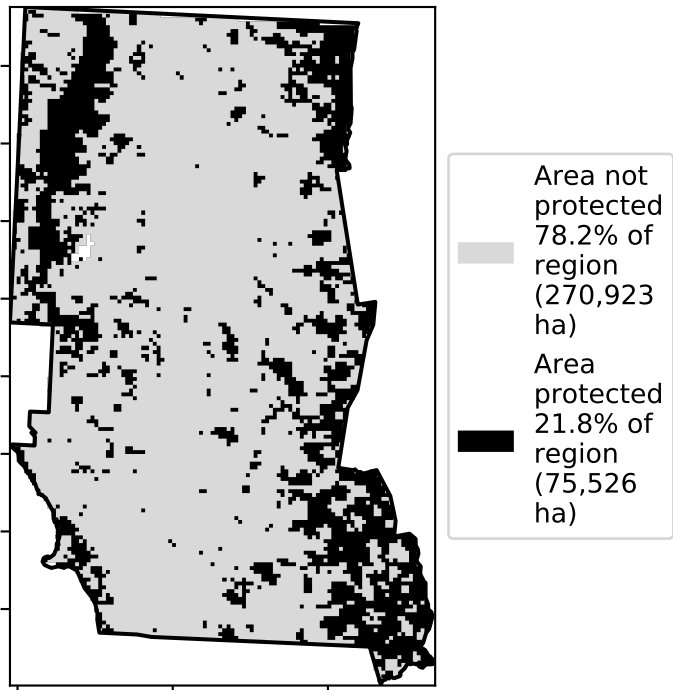 Area not
protected
78.2% of
region
(270,923
ha)
Area
protected
21.8% of
region
(75,526
ha)